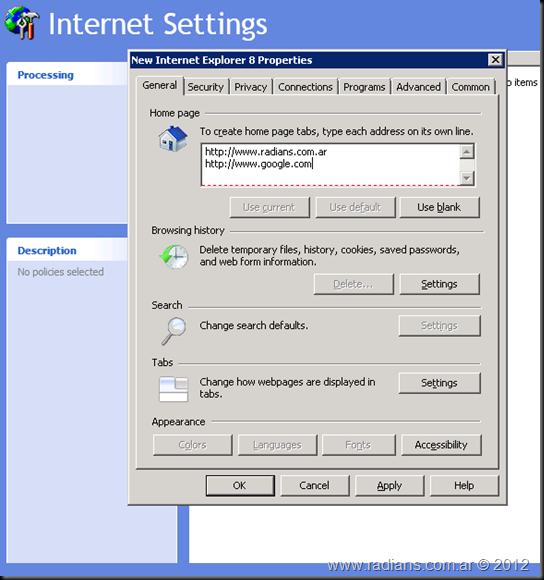 Internet Settings
Processing
Description
No policies selected
o items
New Internet Explorer 8 Properties
General Security Privacy Connections Programs Advanced Common
Home page
To create home page tabs, type each address on its own line.
http://www.radians.com.ar
http://www.google.com
Use current Use default Use blank
Browsing history
Delete temporary files, history, cookies, saved passwords,
and web form information.
Delete... Settings
Search
Change search defaults.
Settings
Tabs
Change how webpages are displayed in
tabs.
Settings
Appearance
Colors Languages Fonts Accessibility
OK Cancel Apply Help
www.radians.com.ar © 2012